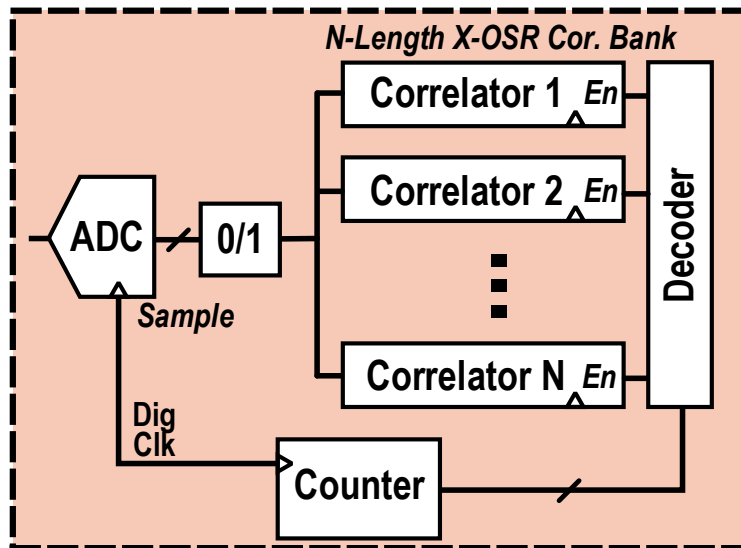 N-Length X-OSR Cor. Bank
Correlator 1 En
Correlator 2 En
ADC
0/1
Decoder
Sample
Correlator N En
Dig
Clk
Counter